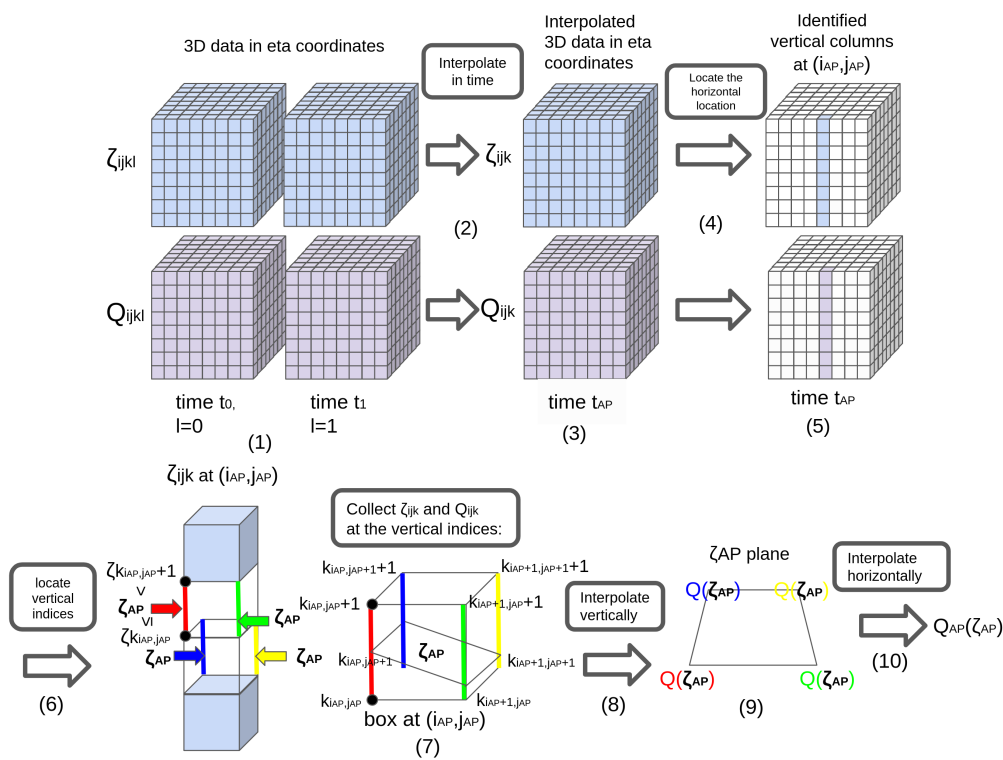 3D data in eta coordinates
Interpolate
in time
Interpolated
3D data in eta
coordinates
Locate the
horizontal
location
Identified
vertical columns
at (iAP,jAP)
ζijkl
ζijk
(2)
(4)
Qijkl
Qijk
time t0,
l=0
time t1
l=1
(1)
time tAP
(3)
time tAP
(5)
ζijk at (iAP,jAP)
locate
vertical
indices
(6)
ζkiAP,jAP+1
<
ζAP
≤
ζkiAP,jAP
ζAP
ζAP
ζAP
Collect ζijk and Qijk
at the vertical indices:
kiAP,jAP+1+1
kiAP+1,jAP+1+1
kiAP,jAP+1
kiAP+1,jAP+1
ζAP
kiAP,jAP+1
kiAP+1,jAP+1
kiAP,jAP
kiAP+1,jAP
box at (iAP,jAP)
(7)
Interpolate
vertically
(8)
ζAP plane
Q(ζAP)
Q(ζAP)
Q(ζAP)
Q(ζAP)
(9)
Interpolate
horizontally
(10)
QAP(ζAP)